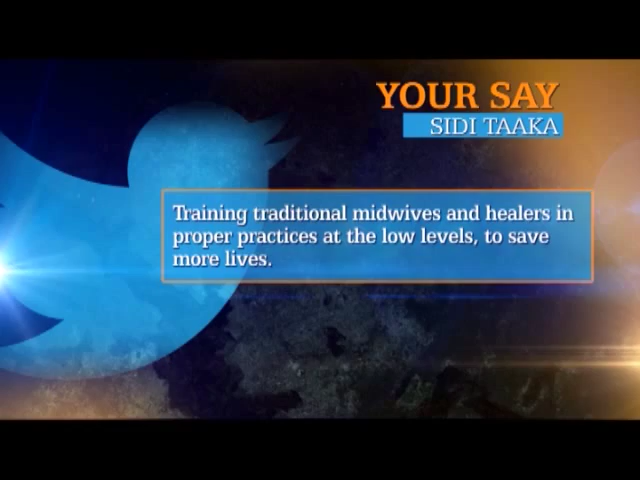 YOUR SAY
SIDI TAAKA
Training traditional midwives and healers in
proper practices at the low levels, to save
more lives.